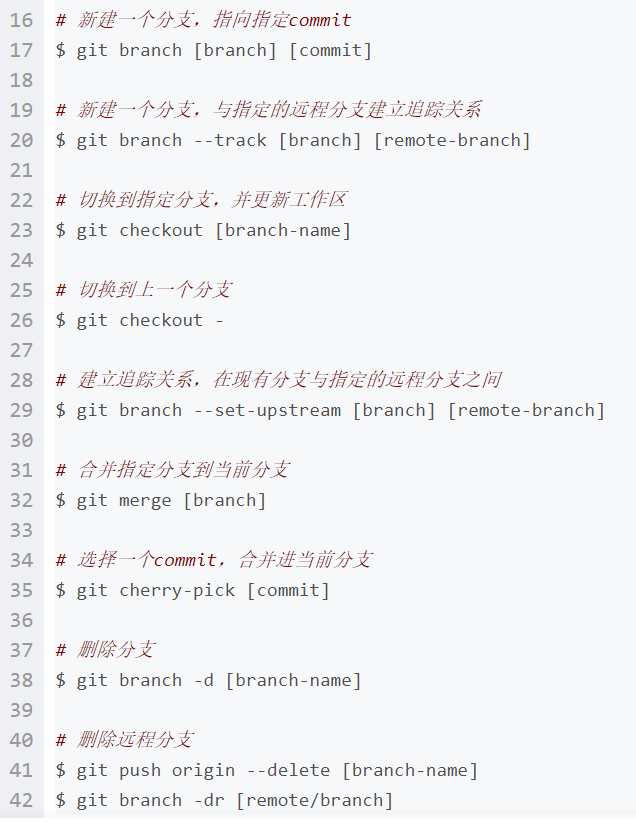 16 # 新建一个分支，指向指定commit
17 $ git branch [branch] [commit]
18
19 # 新建一个分支，与指定的远程分支建立追踪关系
20 $ git branch --track [branch] [remote-branch]
21
22 # 切换到指定分支，并更新工作区
23 $ git checkout [branch-name]
24
25 # 切换到上一个分支
26 $ git checkout -
27
28 # 建立追踪关系，在现有分支与指定的远程分支之间
29 $ git branch --set-upstream [branch] [remote-branch]
30
31 # 合并指定分支到当前分支
32 $ git merge [branch]
33
34 # 选择一个commit，合并进当前分支
35 $ git cherry-pick [commit]
36
37 # 删除分支
38 $ git branch -d [branch-name]
39
40 # 删除远程分支
41 $ git push origin --delete [branch-name]
42 $ git branch -dr [remote/branch]